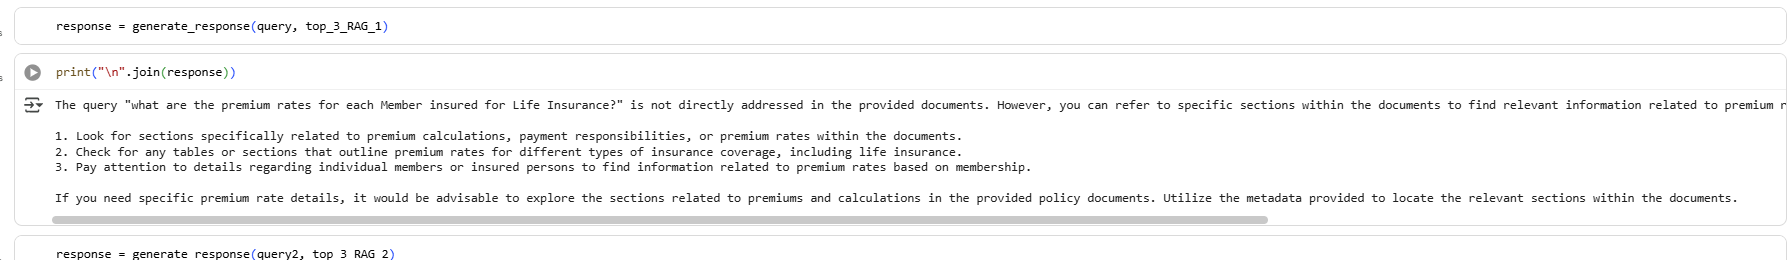 response = generate_response(query, top_3_RAG_1)
print("\n".join(response))
The query "what are the premium rates for each Member insured for Life Insurance?" is not directly addressed in the provided documents. However, you can refer to specific sections within the documents to find relevant information related to premium
1. Look for sections specifically related to premium calculations, payment responsibilities, or premium rates within the documents.
2. Check for any tables or sections that outline premium rates for different types of insurance coverage, including life insurance.
3. Pay attention to details regarding individual members or insured persons to find information related to premium rates based on membership.
If you need specific premium rate details, it would be advisable to explore the sections related to premiums and calculations in the provided policy documents. Utilize the metadata provided to locate the relevant sections within the documents.
response = generate_response(query2, top_3_RAG_2)